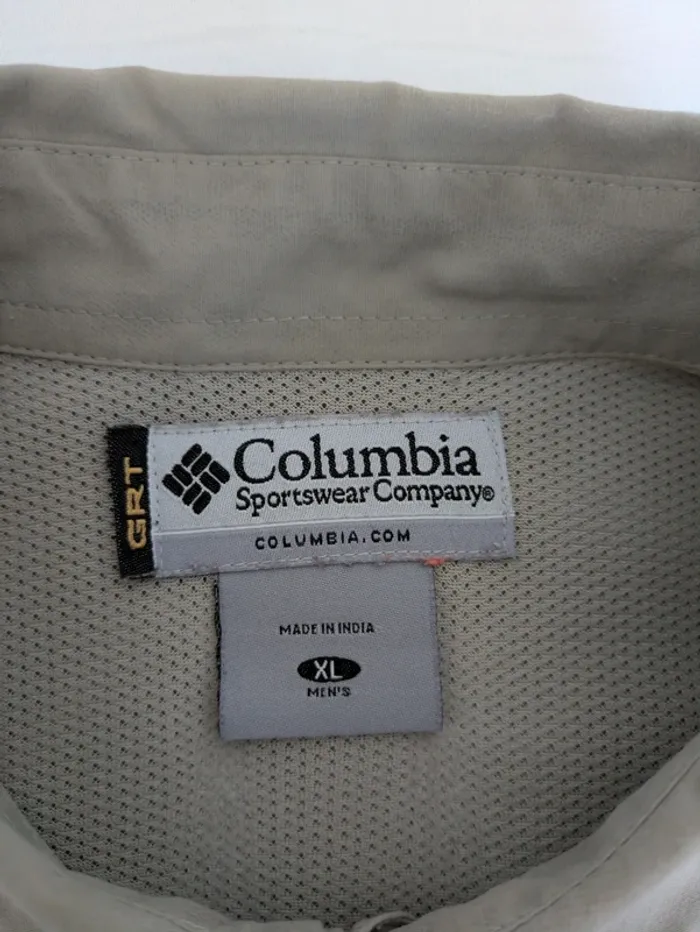 GRT
Columbia
Sportswear Company®
COLUMBIA.COM
MADE IN INDIA
XL
MEN'S